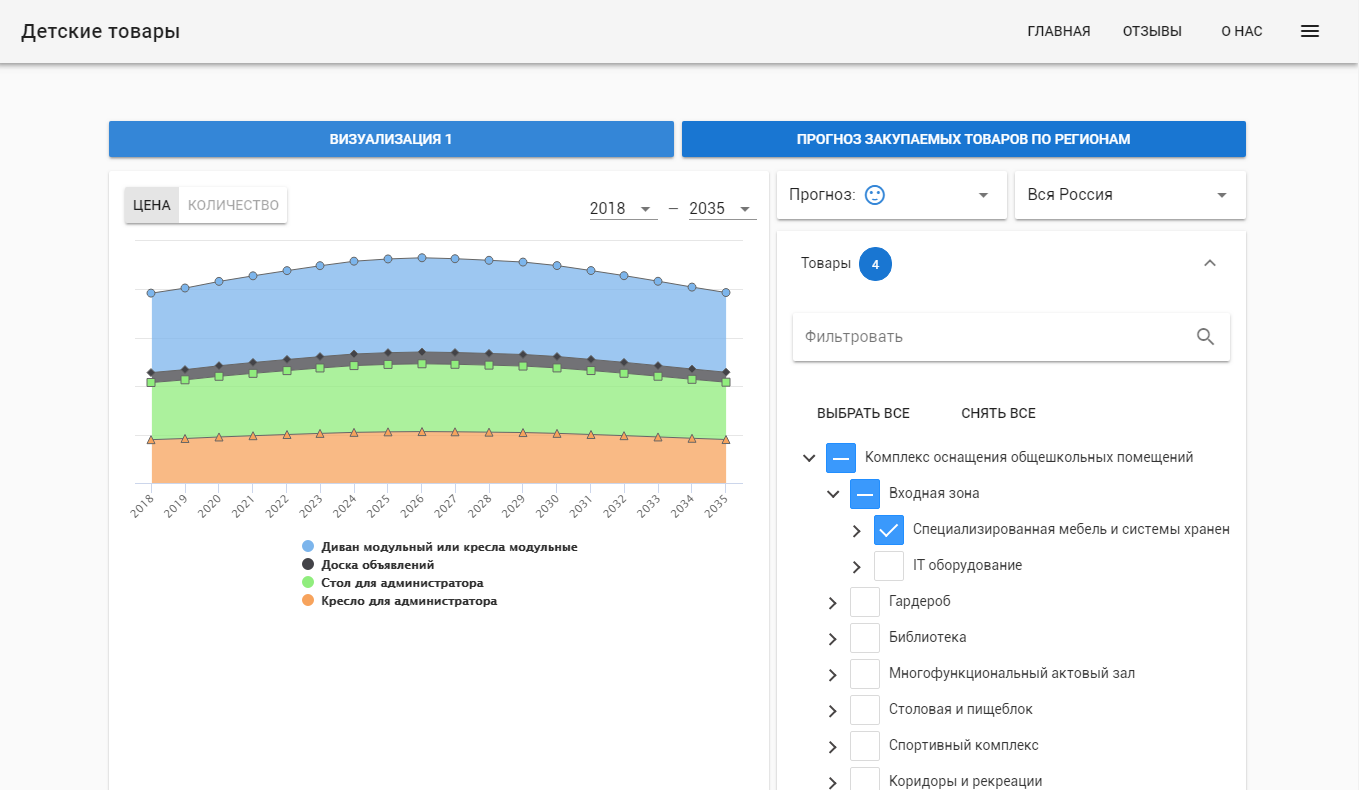 Детские товары
ГЛАВНАЯ
ОТЗЫВЫ
О НАС
ВИЗУАЛИЗАЦИЯ 1
ПРОГНОЗ ЗАКУПАЕМЫХ ТОВАРОВ ПО РЕГИОНАМ
ЦЕНА
КОЛИЧЕСТВО
2018 – 2035
2018
2019
2020
2021
2022
2023
2024
2025
2026
2027
2028
2029
2030
2031
2032
2033
2034
2035
Диван модульный или кресла модульные
Доска объявлений
Стол для администратора
Кресло для администратора
Прогноз:
Вся Россия
Товары 4
Фильтровать
ВЫБРАТЬ ВСЕ
СНЯТЬ ВСЕ
Комплекс оснащения общешкольных помещений
Входная зона
Специализированная мебель и системы хранен
IT оборудование
Гардероб
Библиотека
Многофункциональный актовый зал
Столовая и пищеблок
Спортивный комплекс
Коридоры и рекреации